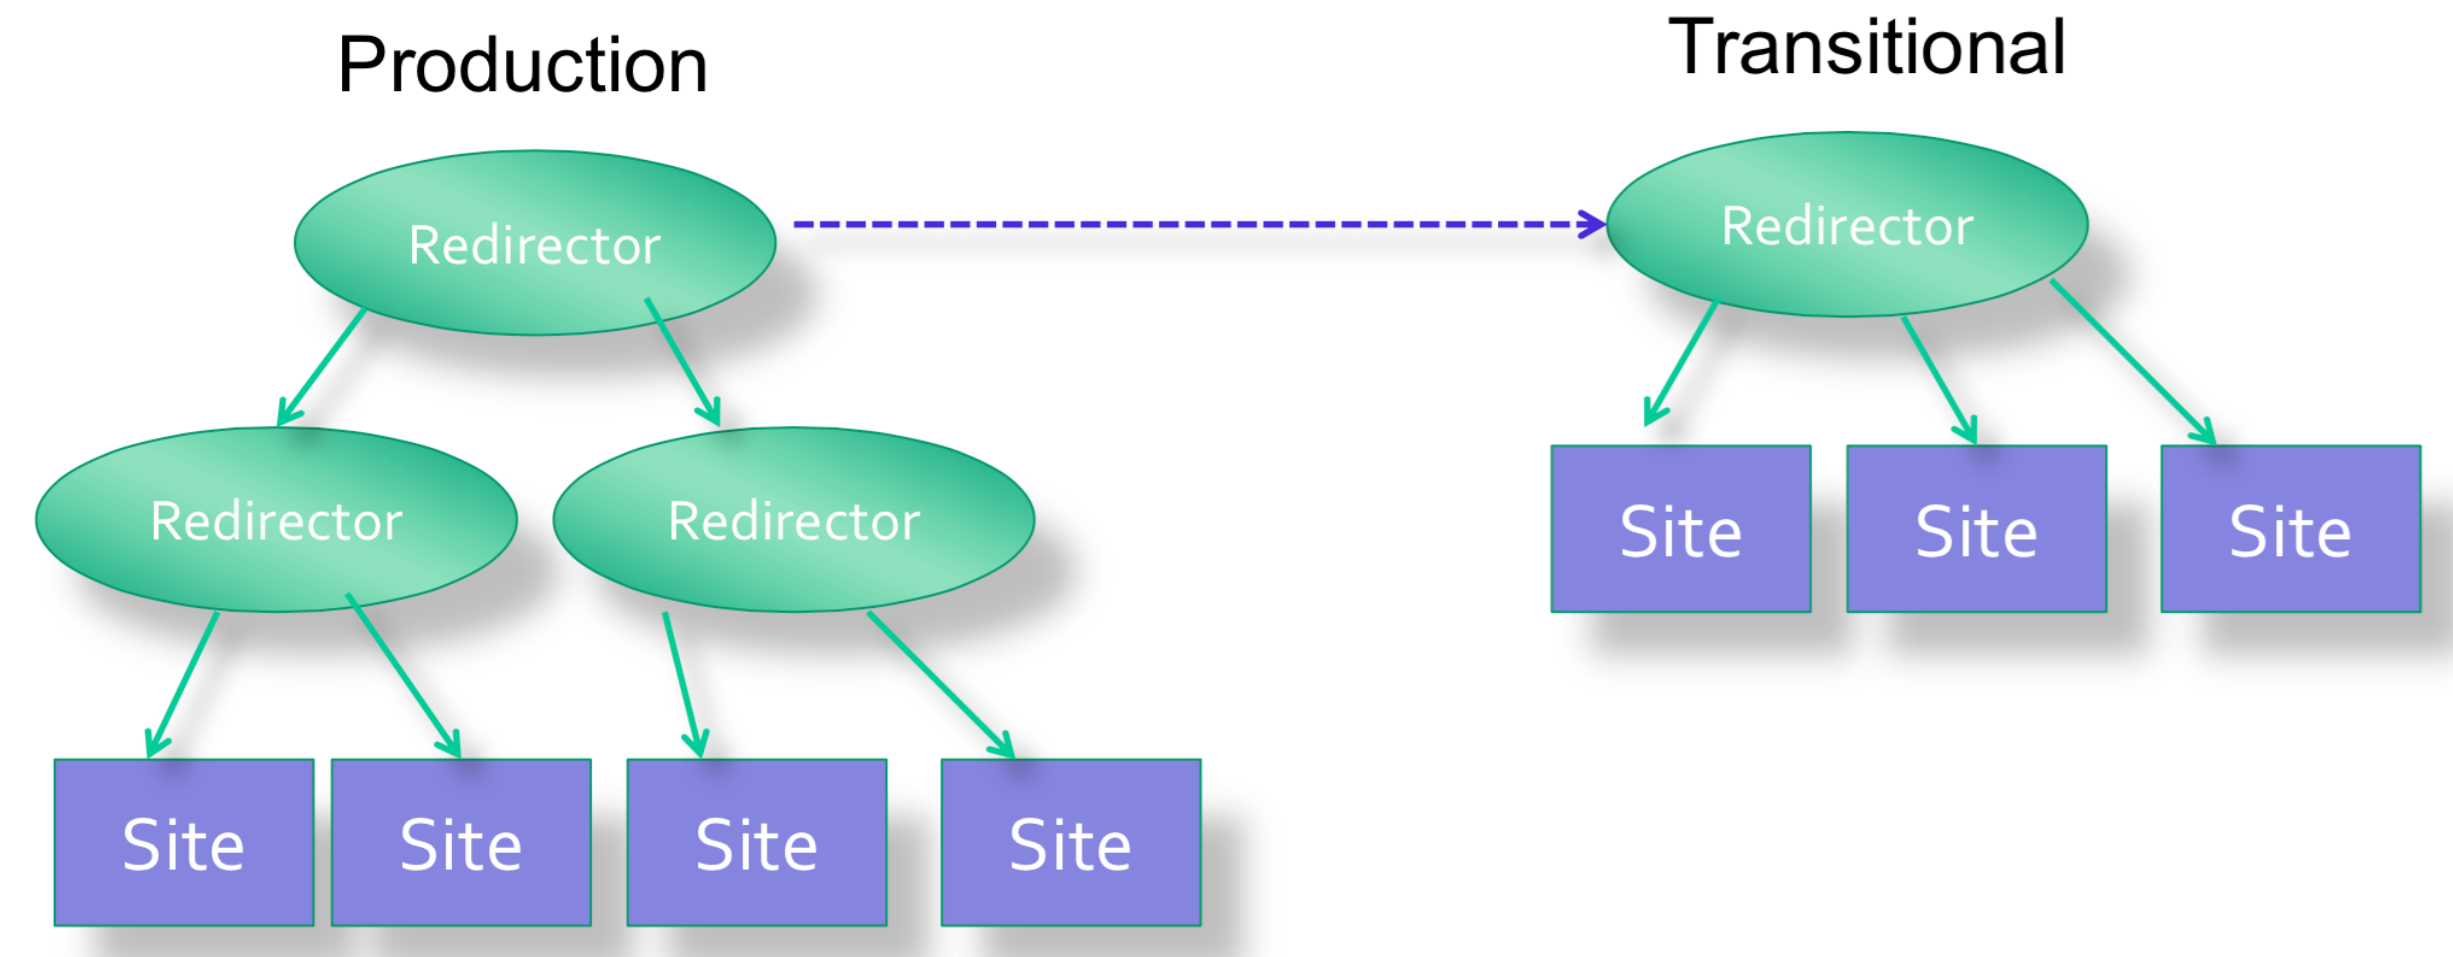 Production
Transitional
Redirector
Redirector
Redirector
Redirector
Site
Site
Site
Site
Site
Site
Site